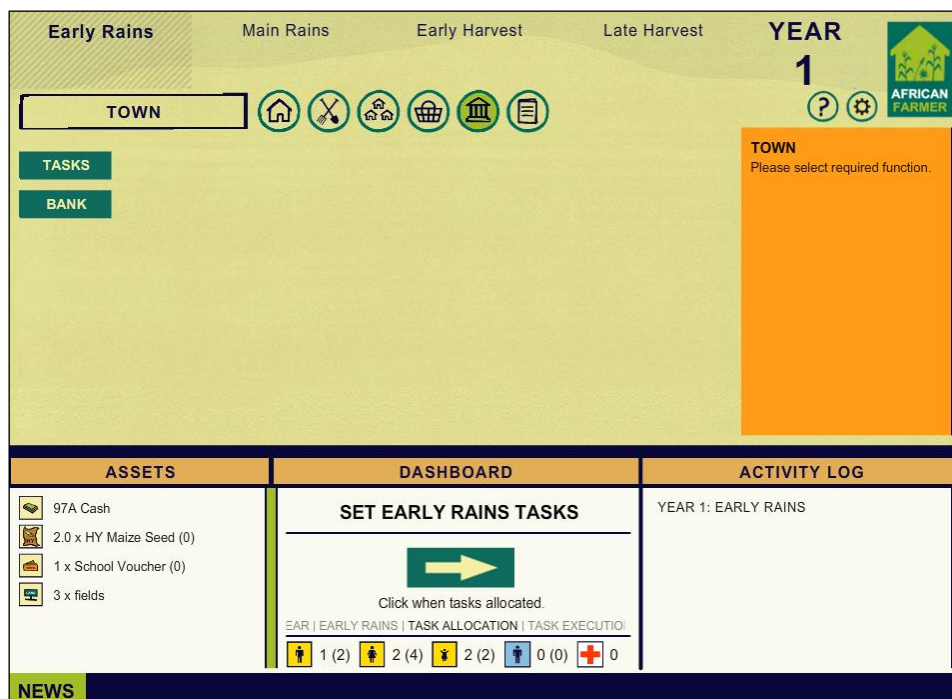 Early Rains
Main Rains
Early Harvest
Late Harvest
YEAR
1
AFRICAN
FARMER
TOWN
?
TASKS
BANK
TOWN
Please select required function.
ASSETS
DASHBOARD
ACTIVITY LOG
97A Cash
2.0 x HY Maize Seed (0)
1 x School Voucher (0)
3 x fields
SET EARLY RAINS TASKS
Click when tasks allocated.
EAR | EARLY RAINS | TASK ALLOCATION | TASK EXECUTIO
1 (2) 2 (4) 2 (2) 0 (0) 0
YEAR 1: EARLY RAINS
NEWS